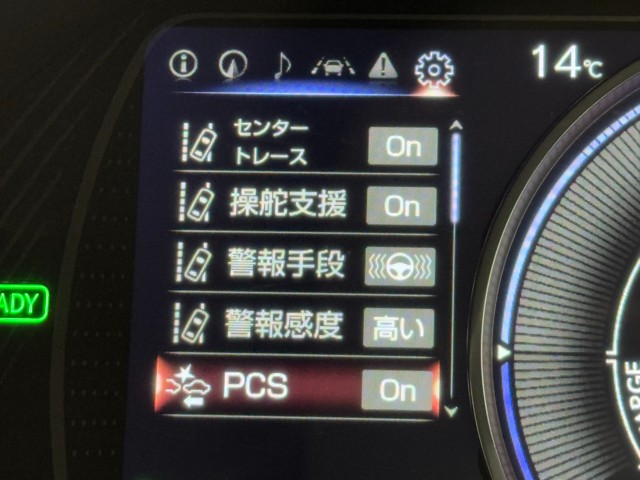 14℃
センター
トレース
On
操舵支援
On
警報手段
警報感度
高い
PCS
On
ADY
RGE